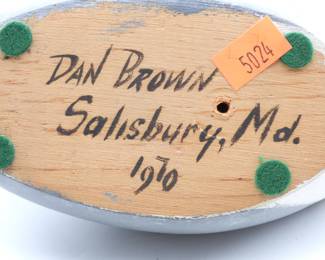 5024
DAN BROWN
Salisbury, Md.
1970